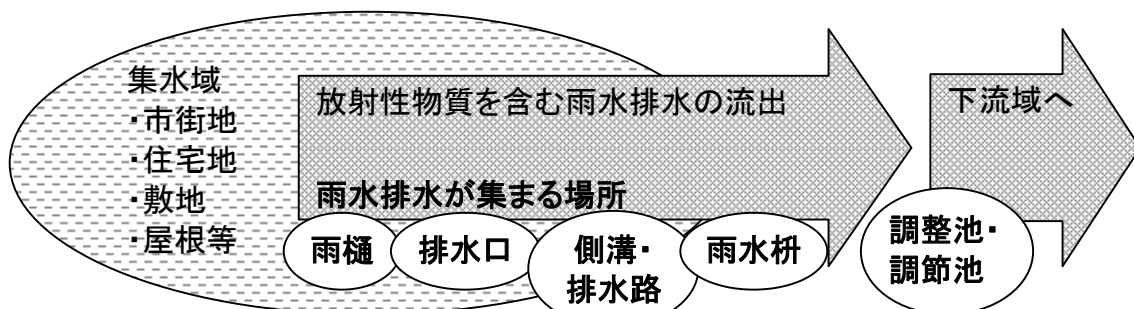 集水域
・市街地
・住宅地
・敷地
・屋根等
放射性物質を含む雨水排水の流出
雨水排水が集まる場所
雨樋
排水口
側溝・
排水路
雨水枡
下流域へ
調整池・
調節池